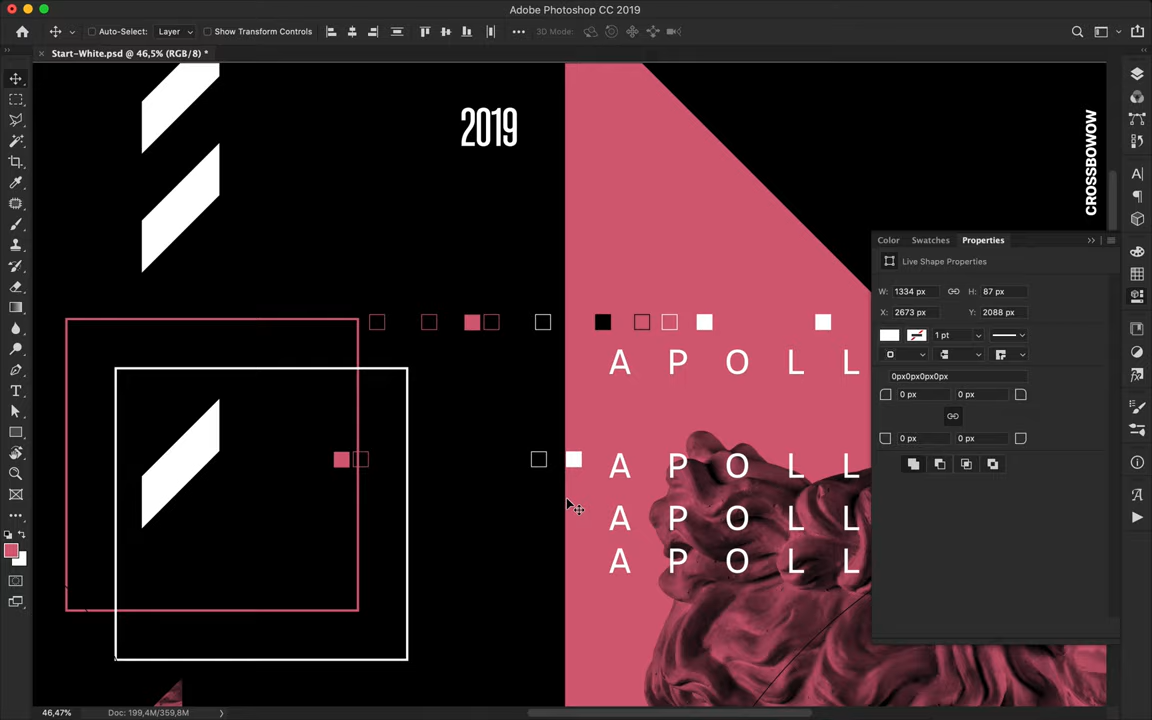 Adobe Photoshop CC 2019
Auto-Select: Layer Show Transform Controls 3D Mode:
Start-White.psd @ 46,5% (RGB/8) *
2019
CROSSBOWOW
Color Swatches Properties
Live Shape Properties
W: 1334 px H: 87 px
X: 2673 px Y: 2088 px
1 pt
0px0px0px0px
0 px 0 px
0 px 0 px
A P O L L
A P O L L
A P O L L
A P O L L
46,47% Doc: 199,4M/359,8M